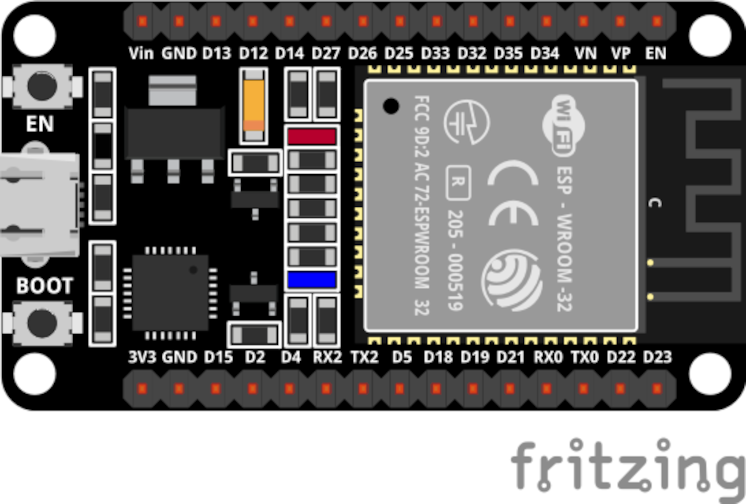 Vin GND D13 D12 D14 D27 D26 D25 D33 D32 D35 D34 VN VP EN
EN
BOOT
FCC 9D:2 AC 72-ESPWROOM 32
R
205 - 000519
CE
WiFi
ESP - WROOM -32
C
3V3 GND D15 D2 D4 RX2 TX2 D5 D18 D19 D21 RX0 TX0 D22 D23
fritzing